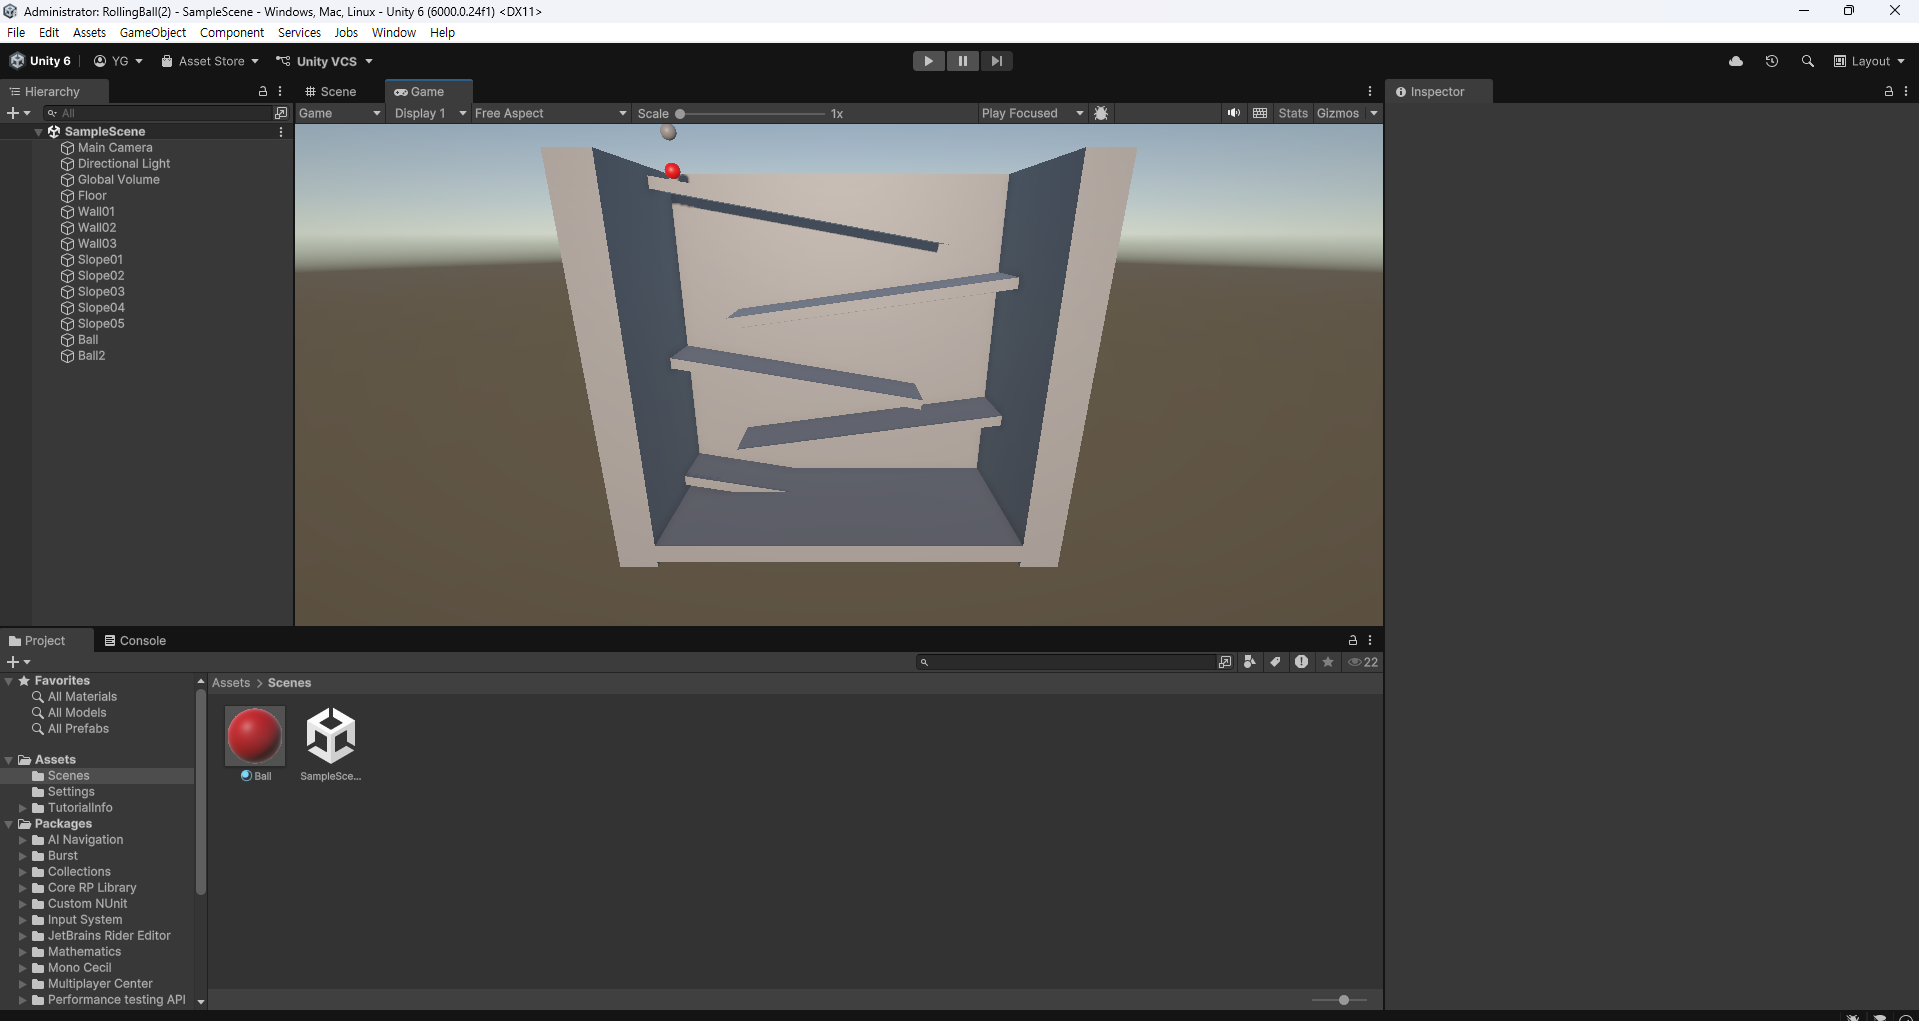 Administrator: RollingBall(2) - SampleScene - Windows, Mac, Linux - Unity 6 (6000.0.24f1) <DX11>
File Edit Assets GameObject Component Services Jobs Window Help
Unity 6 YG Asset Store Unity VCS Layout
Hierarchy Scene Game Inspector
All Game Display 1 Free Aspect Scale 1x Play Focused Stats Gizmos
SampleScene
Main Camera
Directional Light
Global Volume
Floor
Wall01
Wall02
Wall03
Slope01
Slope02
Slope03
Slope04
Slope05
Ball
Ball2
Project Console
22
Favorites
All Materials
All Models
All Prefabs
Assets
Scenes
Settings
TutorialInfo
Packages
AI Navigation
Burst
Collections
Core RP Library
Custom NUnit
Input System
JetBrains Rider Editor
Mathematics
Mono Cecil
Multiplayer Center
Performance testing API
Assets > Scenes
Ball SampleSce...